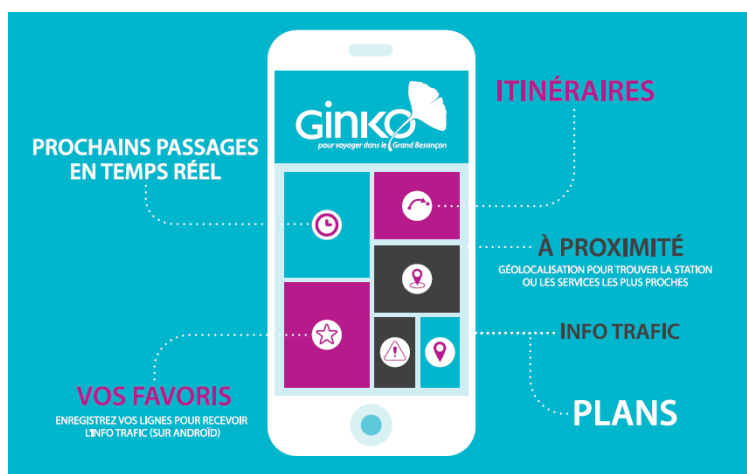 GINKO
pour voyager dans le Grand Besançon
PROCHAINS PASSAGES
EN TEMPS RÉEL
ITINÉRAIRES
À PROXIMITÉ
GÉOLOCALISATION POUR TROUVER LA STATION
OU LES SERVICES LES PLUS PROCHES
INFO TRAFIC
VOS FAVORIS
ENREGISTREZ VOS LIGNES POUR RECEVOIR
L'INFO TRAFIC (SUR ANDROÏD)
PLANS